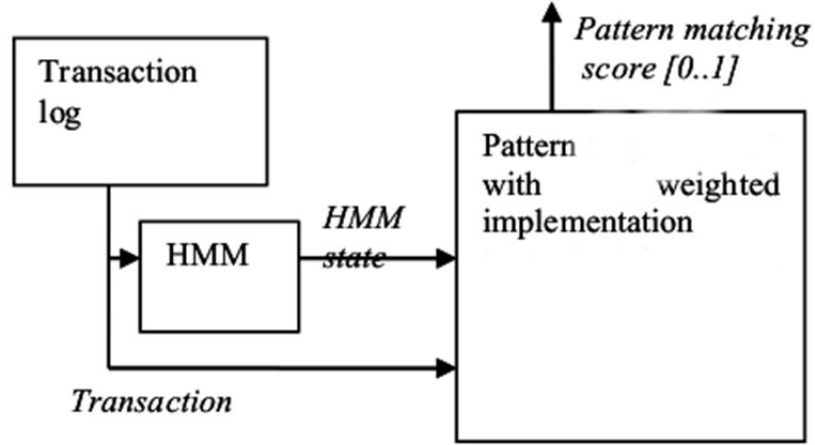 Pattern matching
score [0..1]
Transaction
log
Pattern
with weighted
implementation
HMM
state
HMM
Transaction